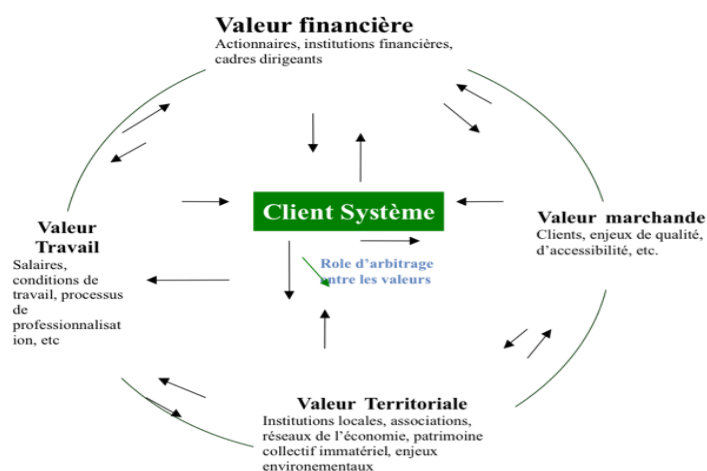 Valeur financière
Actionnaires, institutions financières,
cadres dirigeants
Client Système
Valeur
Travail
Salaires,
conditions de
travail, processus
de
professionnalisat
ion, etc
Valeur marchande
Clients, enjeux de qualité,
d'accessibilité, etc.
Role d'arbitrage
entre les valeurs
Valeur Territoriale
Institutions locales, associations,
réseaux de l'économie, patrimoine
collectif immatériel, enjeux
environementaux